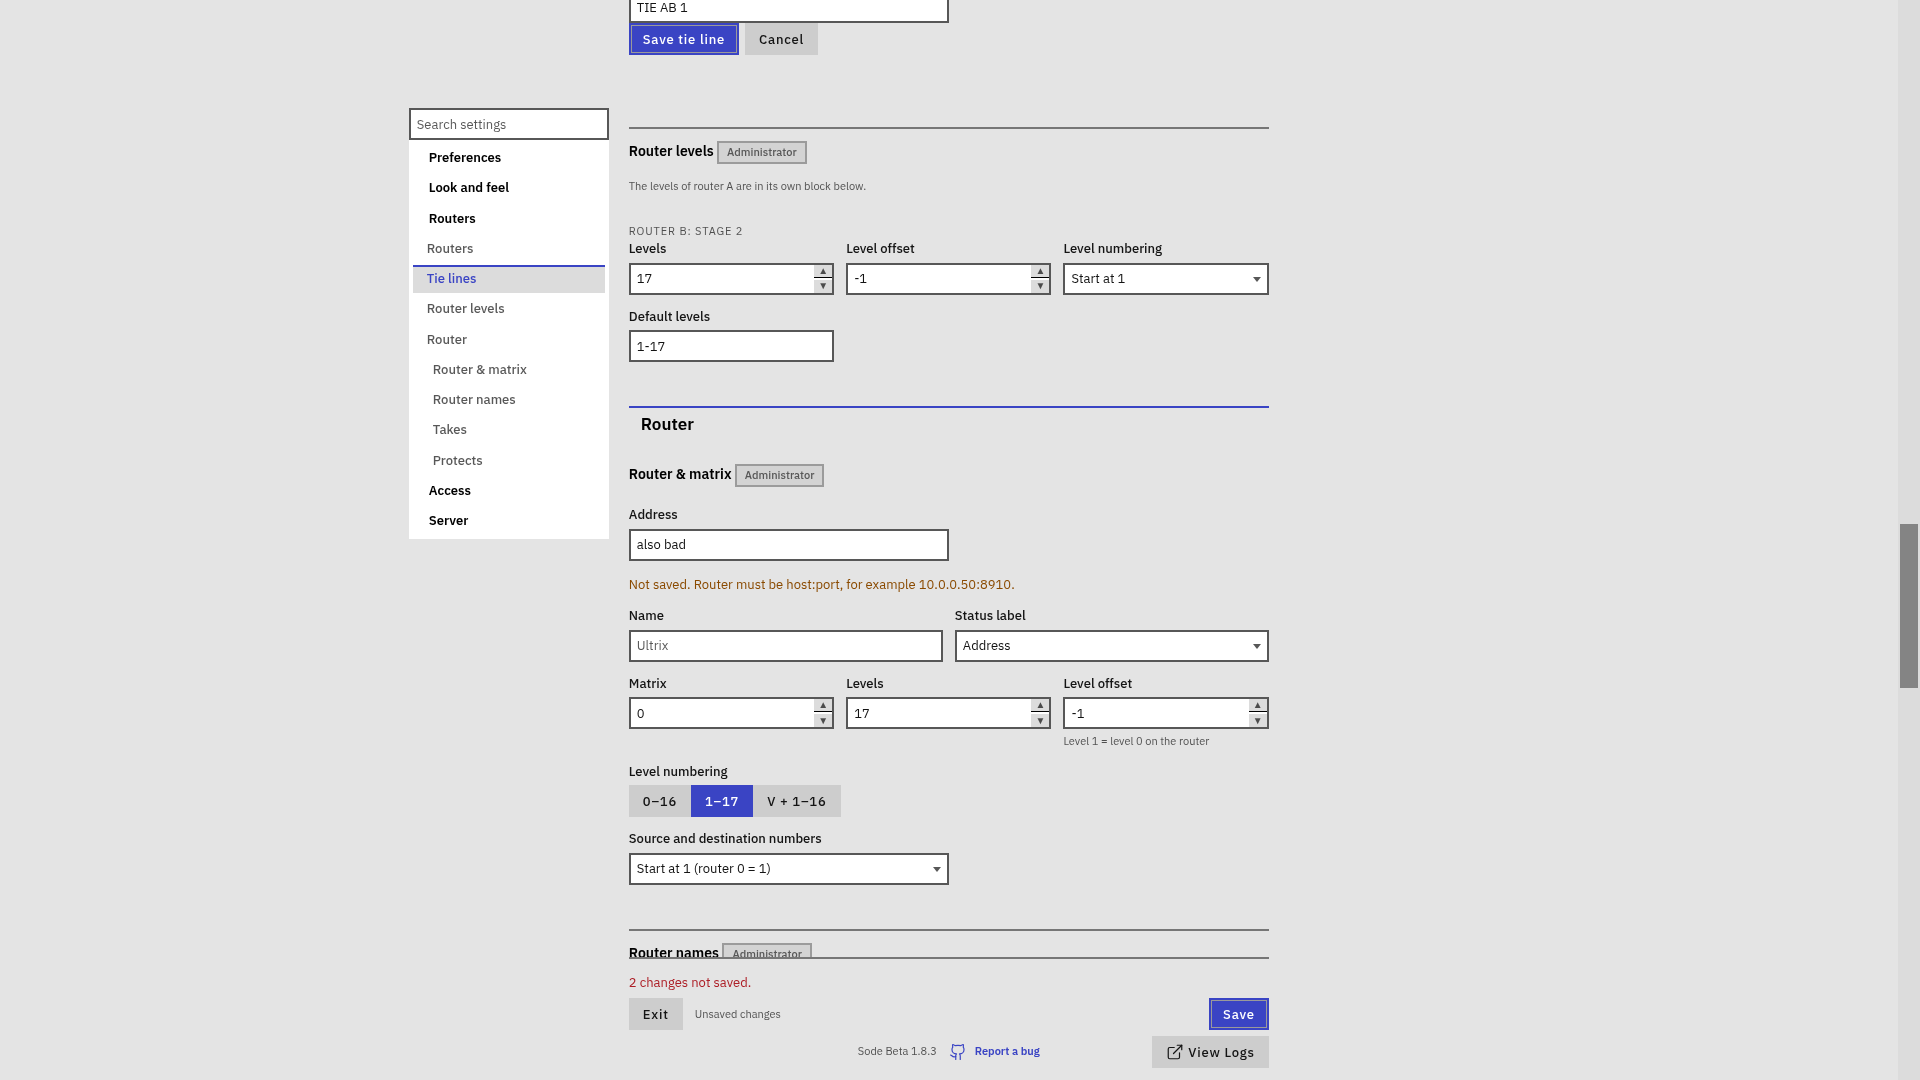 TIE AB 1
Save tie line
Cancel
Search settings
Preferences
Look and feel
Routers
Routers
Tie lines
Router levels
Router
Router & matrix
Router names
Takes
Protects
Access
Server
Router levels Administrator
The levels of router A are in its own block below.
ROUTER B: STAGE 2
Levels Level offset Level numbering
17 -1 Start at 1
Default levels
1-17
Router
Router & matrix Administrator
Address
also bad
Not saved. Router must be host:port, for example 10.0.0.50:8910.
Name Status label
Ultrix Address
Matrix Levels Level offset
0 17 -1
Level 1 = level 0 on the router
Level numbering
0–16 1–17 V + 1–16
Source and destination numbers
Start at 1 (router 0 = 1)
Router names Administrator
2 changes not saved.
Exit Unsaved changes Save
Sode Beta 1.8.3 Report a bug View Logs